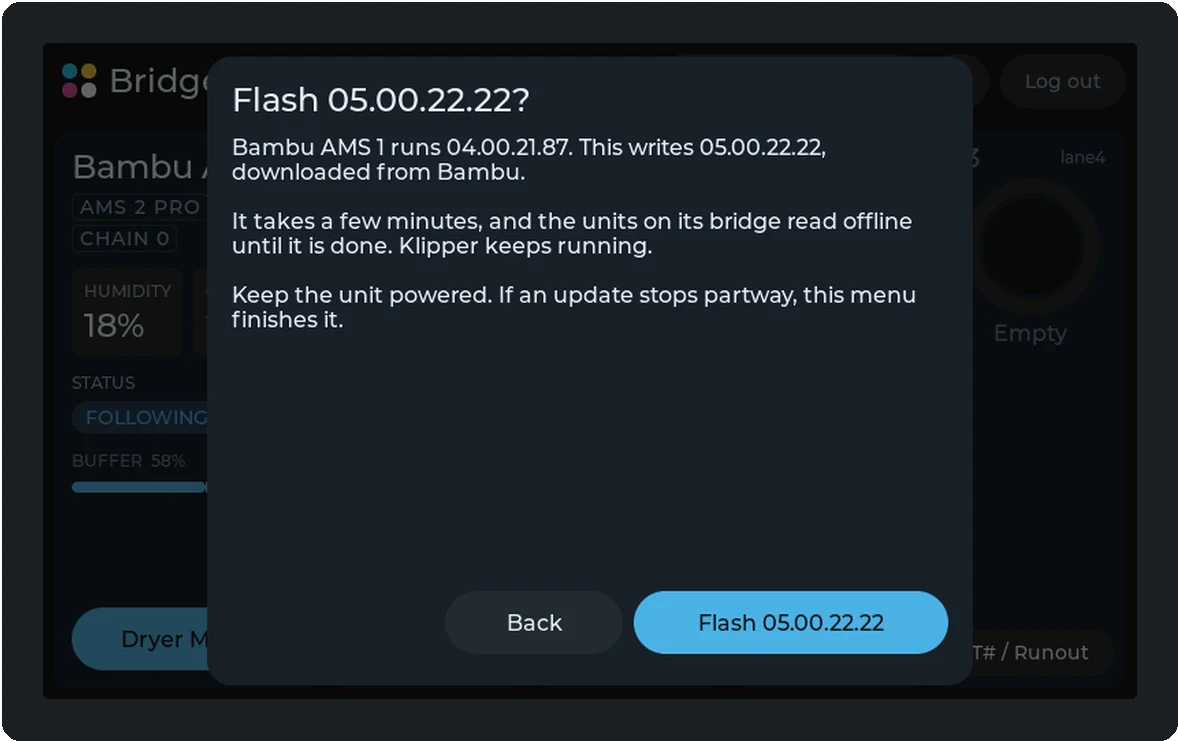 Bridge
Log out
Flash 05.00.22.22?
Bambu AMS 1 runs 04.00.21.87. This writes 05.00.22.22,
downloaded from Bambu.
It takes a few minutes, and the units on its bridge read offline
until it is done. Klipper keeps running.
Keep the unit powered. If an update stops partway, this menu
finishes it.
Back
Flash 05.00.22.22
Bambu
AMS 2 PRO
CHAIN 0
HUMIDITY
18%
STATUS
FOLLOWING
BUFFER 58%
Dryer
3
lane4
Empty
T# / Runout